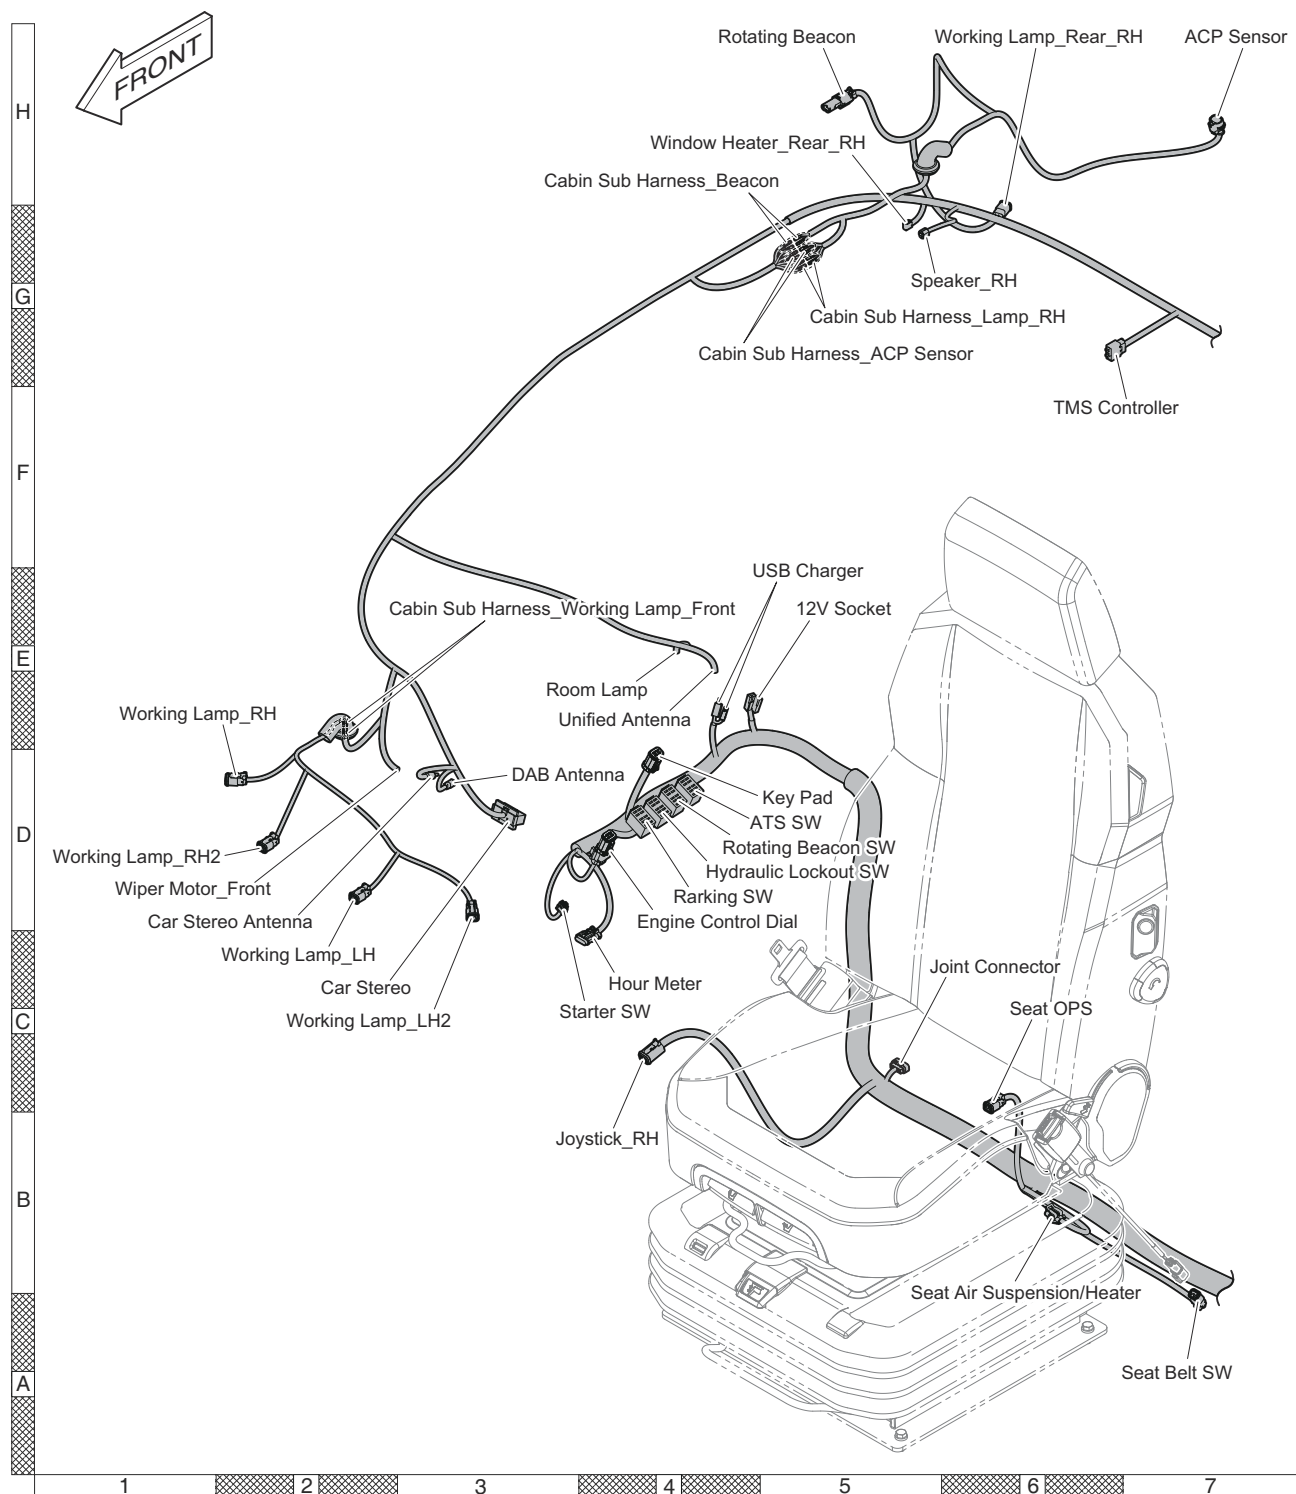 FRONT
Rotating Beacon
Working Lamp_Rear_RH
ACP Sensor
H
Window Heater_Rear_RH
Cabin Sub Harness_Beacon
Speaker_RH
G
Cabin Sub Harness_Lamp_RH
Cabin Sub Harness_ACP Sensor
TMS Controller
F
USB Charger
Cabin Sub Harness_Working Lamp_Front
12V Socket
E
Room Lamp
Working Lamp_RH
Unified Antenna
DAB Antenna
Key Pad
ATS SW
D
Rotating Beacon SW
Working Lamp_RH2
Hydraulic Lockout SW
Wiper Motor_Front
Rarking SW
Car Stereo Antenna
Engine Control Dial
Working Lamp_LH
Joint Connector
Car Stereo
Hour Meter
Seat OPS
Working Lamp_LH2
Starter SW
C
Joystick_RH
B
Seat Air Suspension/Heater
Seat Belt SW
A
1 2 3 4 5 6 7